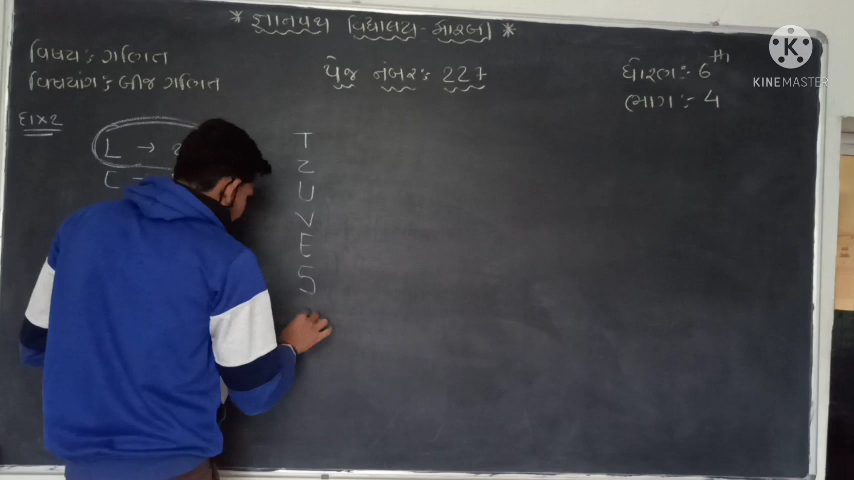 * જ્ઞાનપથ વિદ્યાલય - મારબા *
વિષય : ગણિત
વિષયાંગ : બીજ ગણિત
પેજ નંબર : 227
ધોરણ : 6th
ભાગ : 4
દાખલ
L →
C
T
Z
U
V
E
S
KINEMASTER